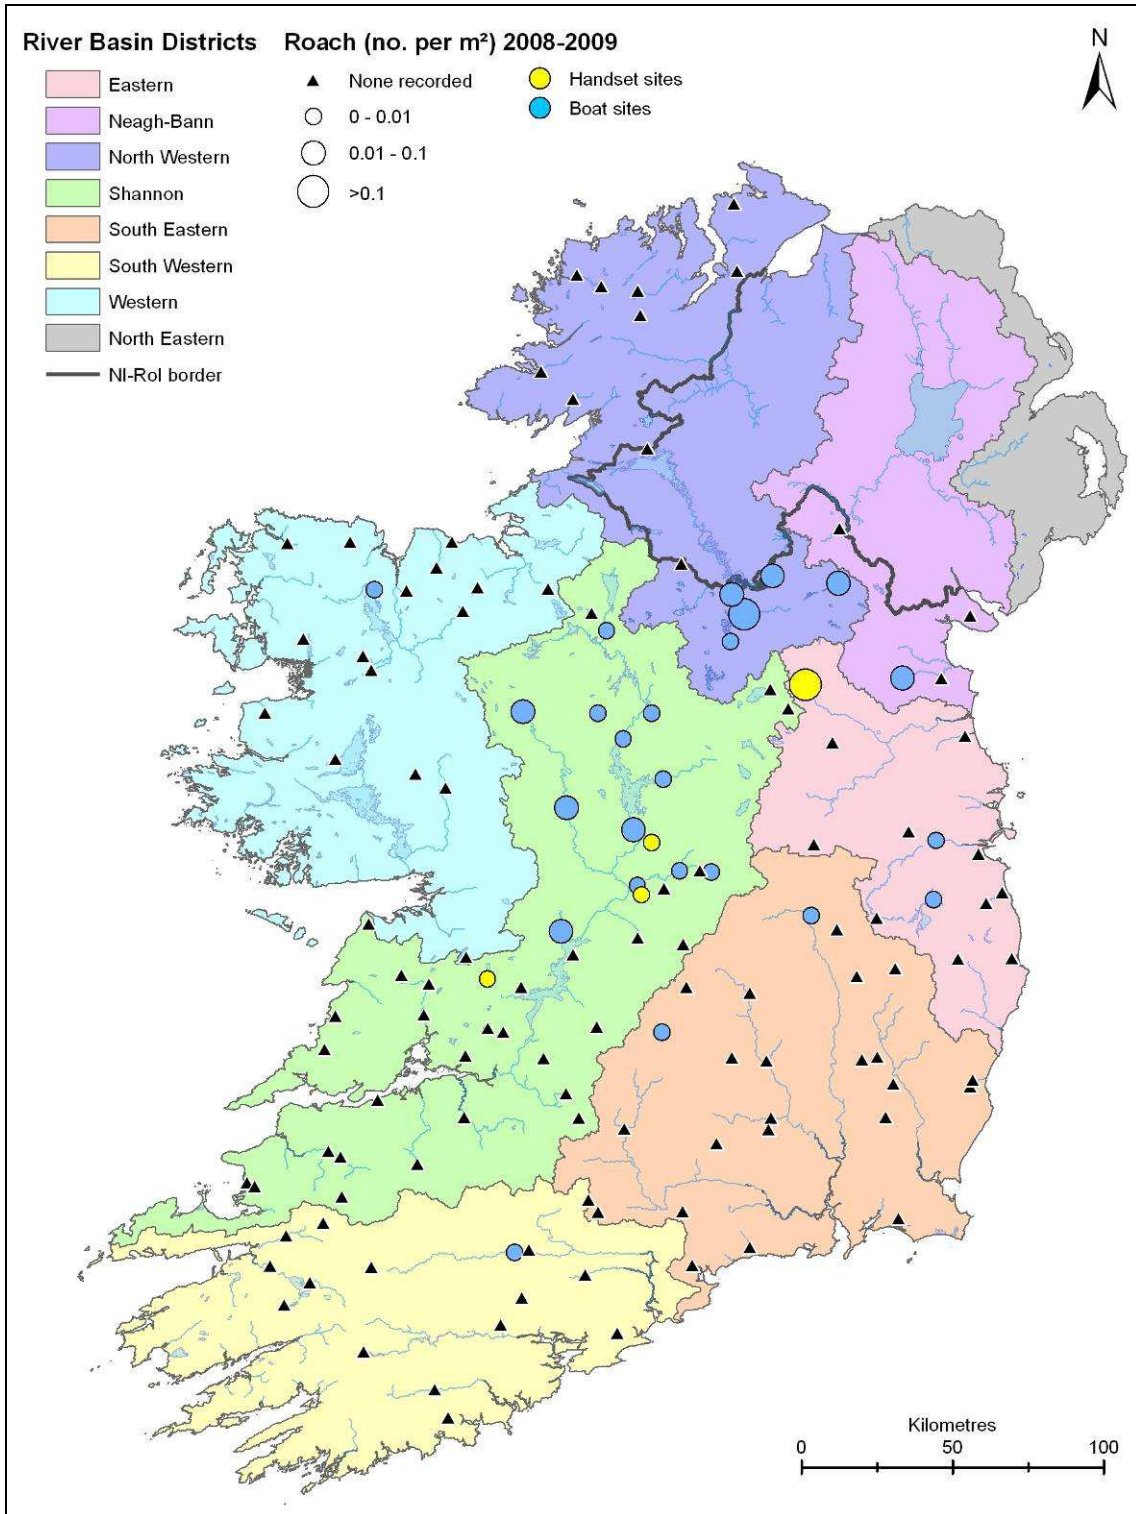 River Basin Districts
Eastern
Neagh-Bann
North Western
Shannon
South Eastern
South Western
Western
North Eastern
NI-RoI border
Roach (no. per m²) 2008-2009
None recorded
0 - 0.01
0.01 - 0.1
>0.1
Handset sites
Boat sites
N
Kilometres
0 50 100